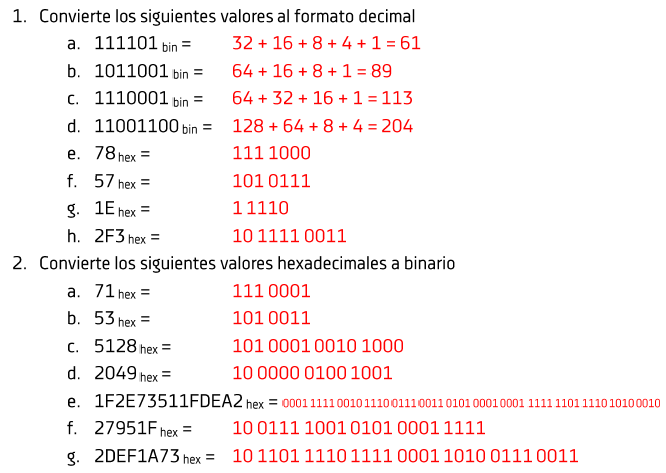 1. Convierte los siguientes valores al formato decimal
a. 111101 bin = 32 + 16 + 8 + 4 + 1 = 61
b. 1011001 bin = 64 + 16 + 8 + 1 = 89
c. 1110001 bin = 64 + 32 + 16 + 1 = 113
d. 11001100 bin = 128 + 64 + 8 + 4 = 204
e. 78 hex = 111 1000
f. 57 hex = 101 0111
g. 1E hex = 1 1110
h. 2F3 hex = 10 1111 0011
2. Convierte los siguientes valores hexadecimales a binario
a. 71 hex = 111 0001
b. 53 hex = 101 0011
c. 5128 hex = 101 0001 0010 1000
d. 2049 hex = 10 0000 0100 1001
e. 1F2E73511FDEA2 hex = 0001 1111 0010 1110 0111 0011 0101 0001 0001 1111 1101 1110 1010 0010
f. 27951F hex = 10 0111 1001 0101 0001 1111
g. 2DEF1A73 hex = 10 1101 1110 1111 0001 1010 0111 0011